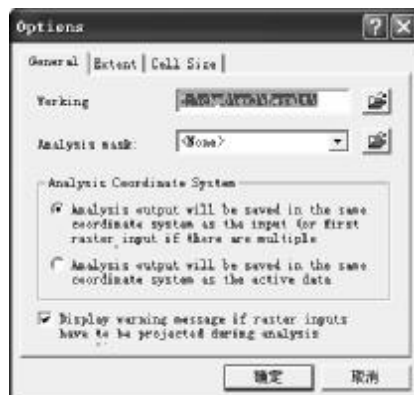 Options
General Extent Cell Size
Working
Analysis mask: <None>
Analysis Coordinate System
Analysis output will be saved in the same
coordinate system as the input (or first
raster input if there are multiple
Analysis output will be saved in the same
coordinate system as the active data
Display warning message if raster inputs
have to be projected during analysis
确定 取消